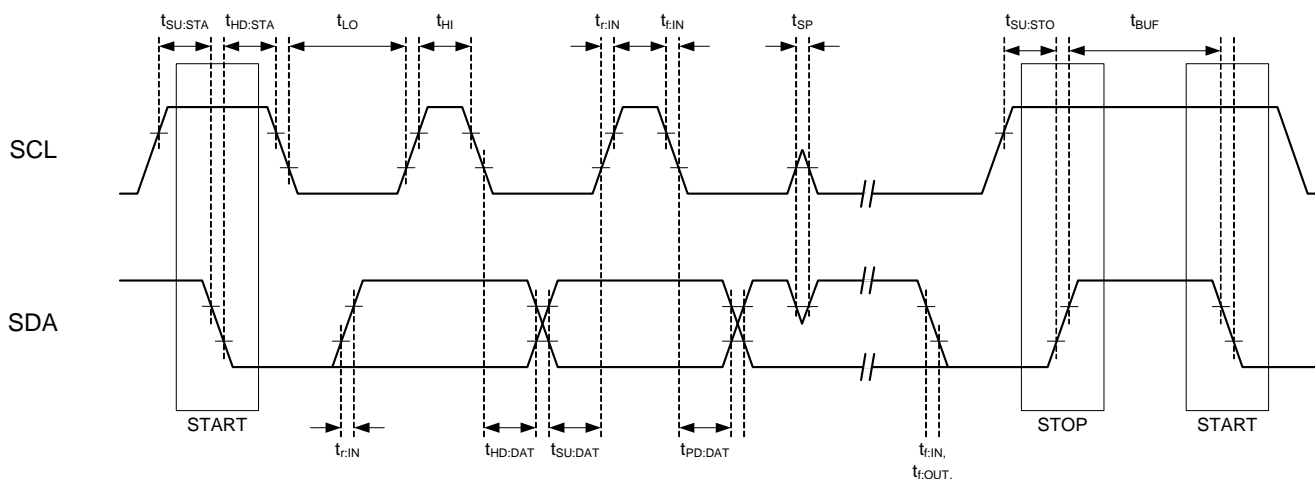 tSU:STA tHD:STA tLO tHI tr:IN tf:IN tSP tSU:STO tBUF
SCL
SDA
START STOP START
tr:IN tHD:DAT tSU:DAT tPD:DAT tf:IN,
tf:OUT,